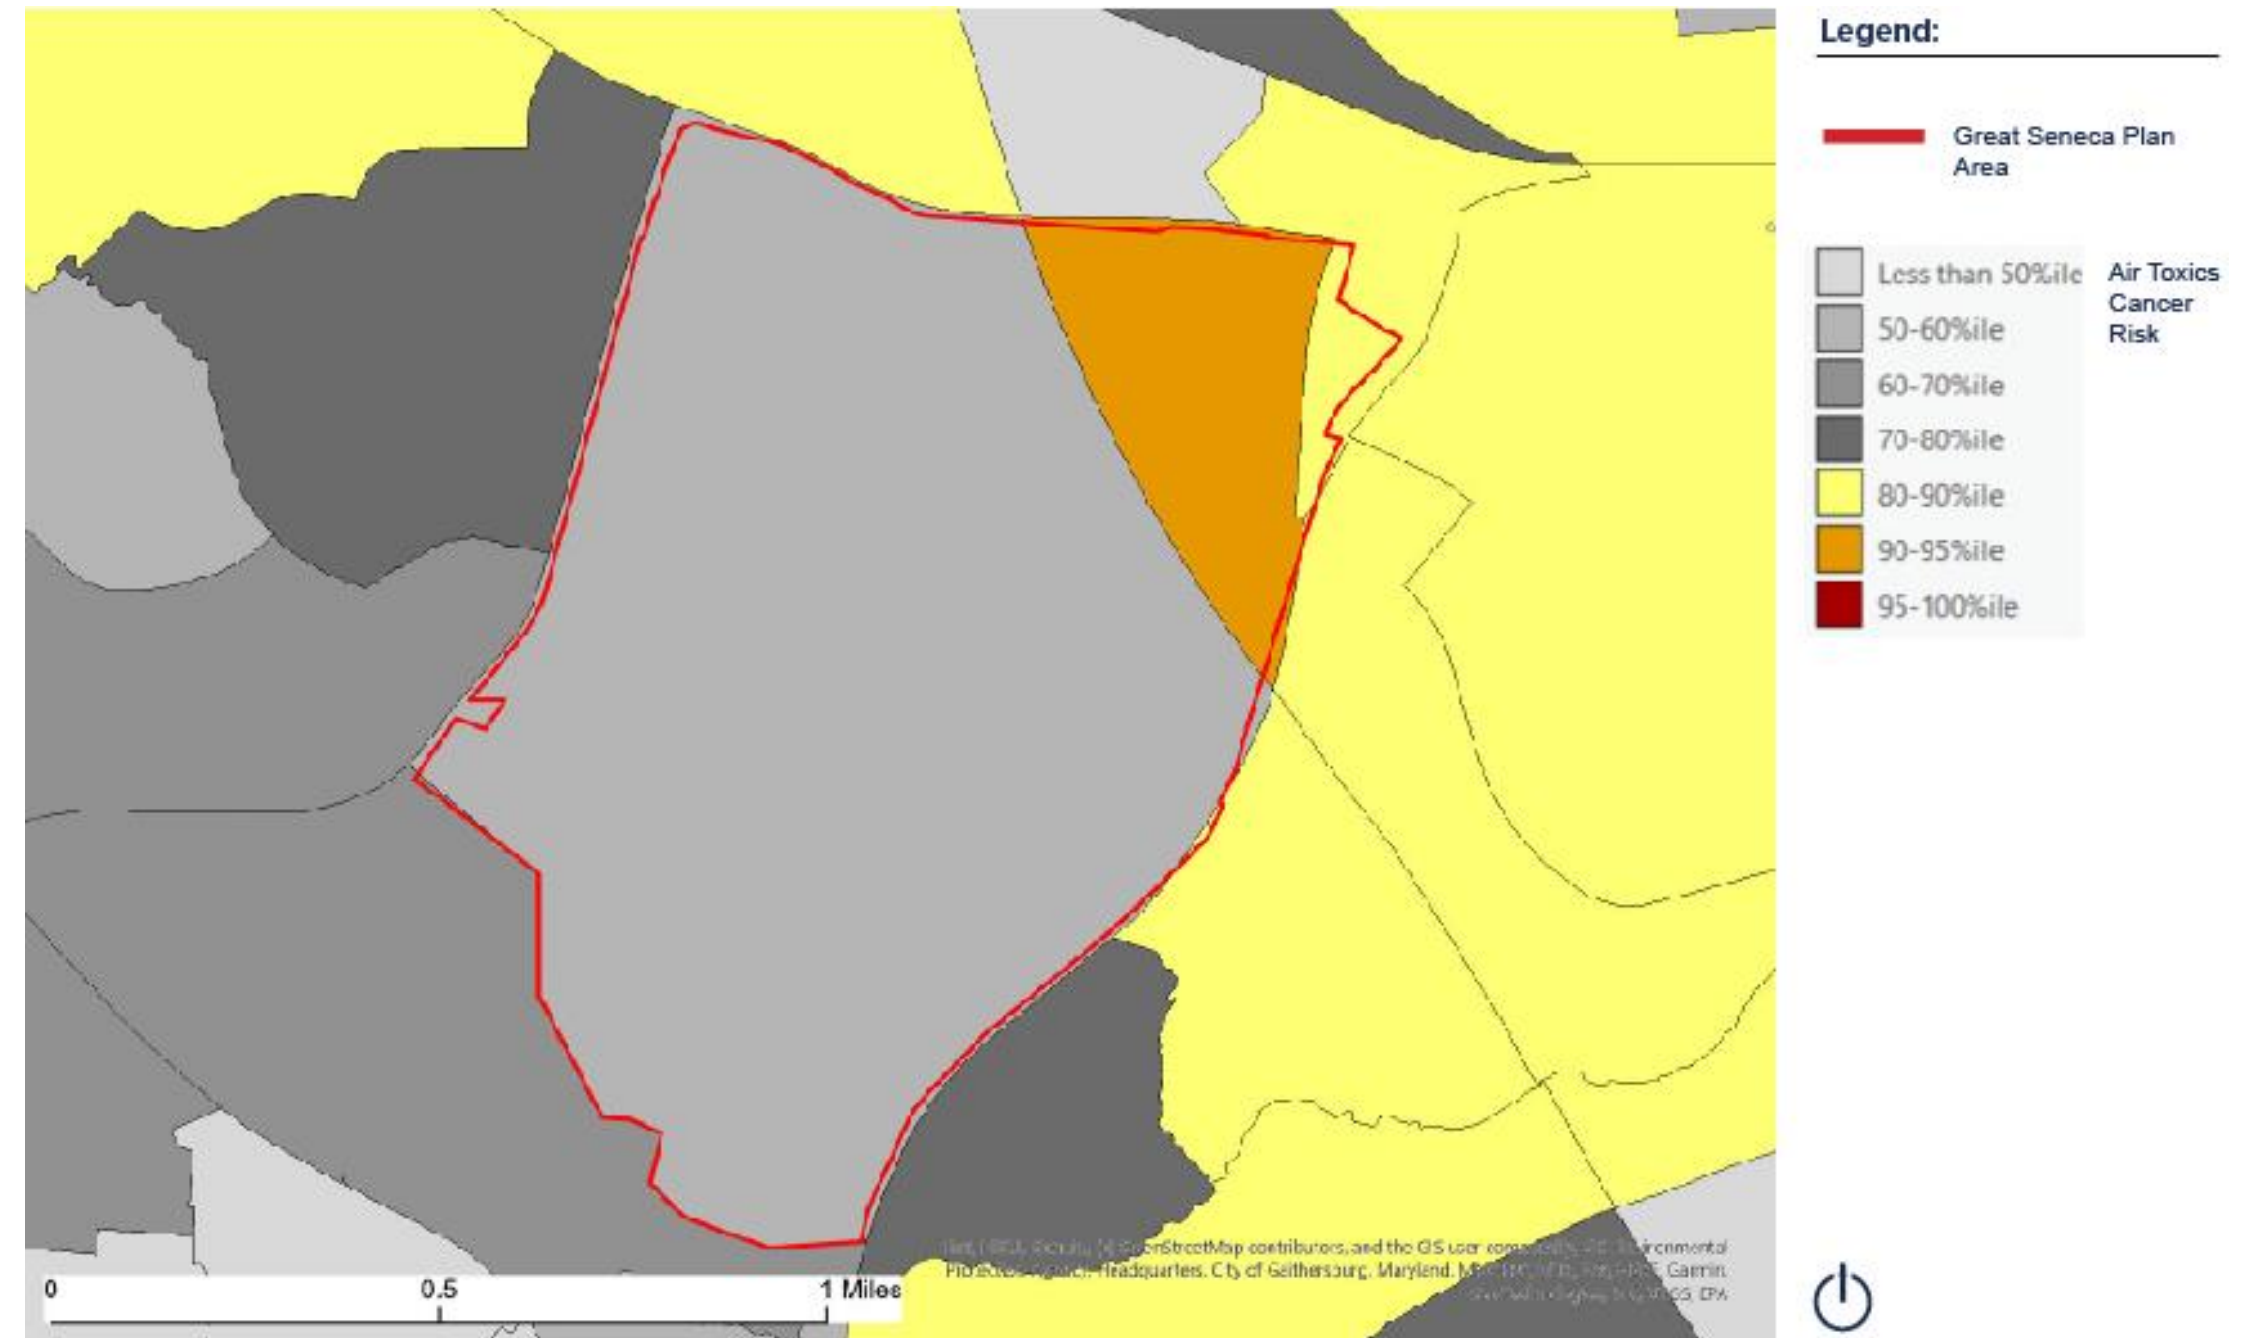 Legend:
Great Seneca Plan
Area
Less than 50%ile
50-60%ile
60-70%ile
70-80%ile
80-90%ile
90-95%ile
95-100%ile
Air Toxics
Cancer
Risk
OpenStreetMap contributors, and the GIS user
Headquarters, City of Gaithersburg, Maryland, Garmin,
EPA
0 0.5 1 Miles